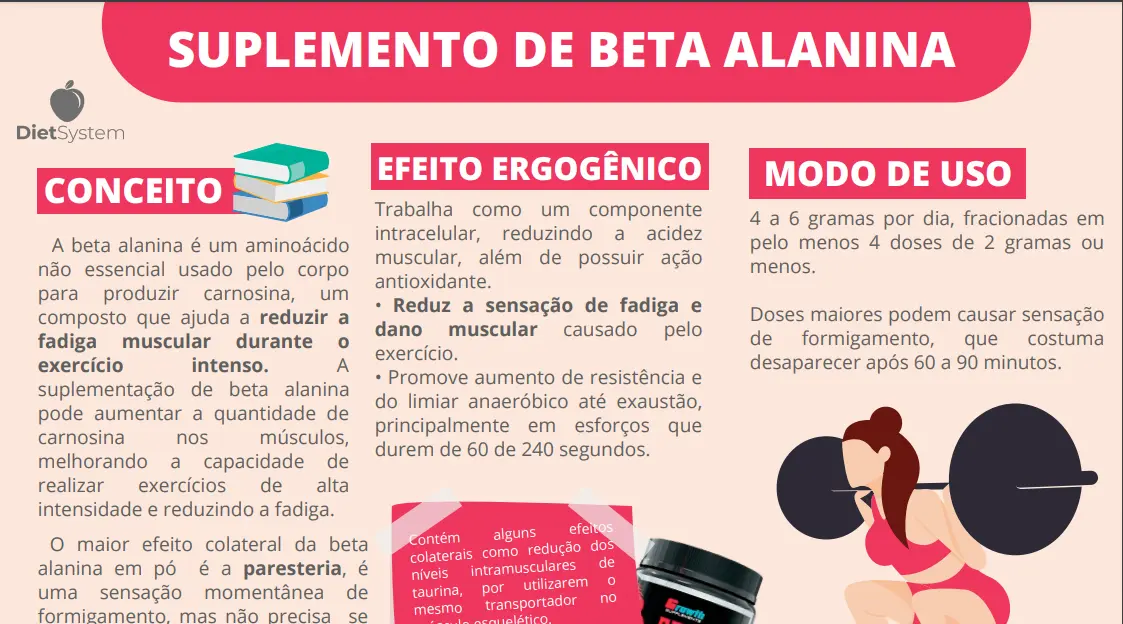 SUPLEMENTO DE BETA ALANINA
DietSystem
CONCEITO
A beta alanina é um aminoácido
não essencial usado pelo corpo
para produzir carnosina, um
composto que ajuda a reduzir a
fadiga muscular durante o
exercício intenso. A
suplementação de beta alanina
pode aumentar a quantidade de
carnosina nos músculos,
melhorando a capacidade de
realizar exercícios de alta
intensidade e reduzindo a fadiga.
O maior efeito colateral da beta
alanina em pó é a paresteria, é
uma sensação momentânea de
formigamento, mas não precisa se
EFEITO ERGOGÊNICO
Trabalha como um componente
intracelular, reduzindo a acidez
muscular, além de possuir ação
antioxidante.
• Reduz a sensação de fadiga e
dano muscular causado pelo
exercício.
• Promove aumento de resistência e
do limiar anaeróbico até exaustão,
principalmente em esforços que
durem de 60 de 240 segundos.
Contém alguns efeitos
colaterais como redução dos
níveis intramusculares de
taurina, por utilizarem o
mesmo transportador no
esquelético.
Growth
SUPPLEMENTS
MODO DE USO
4 a 6 gramas por dia, fracionadas em
pelo menos 4 doses de 2 gramas ou
menos.
Doses maiores podem causar sensação
de formigamento, que costuma
desaparecer após 60 a 90 minutos.